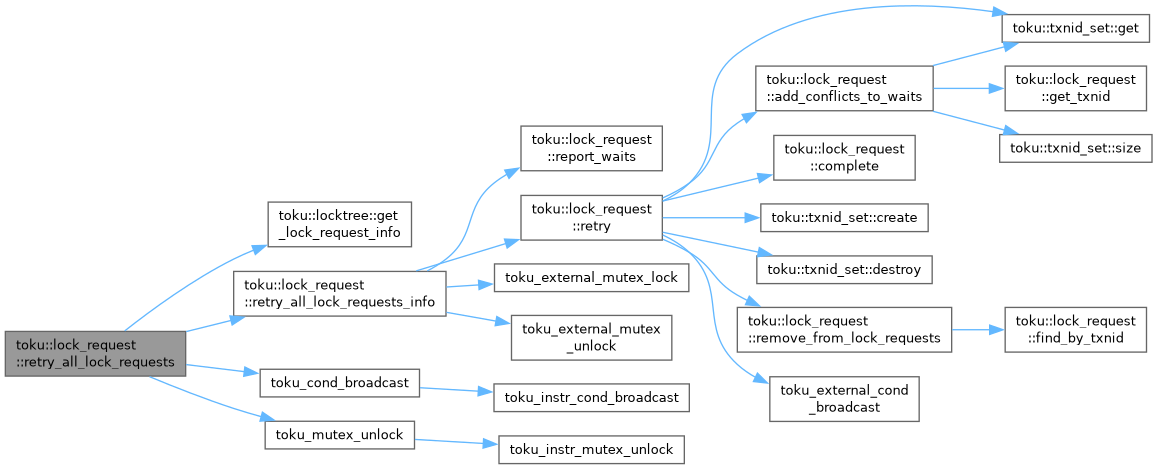 toku::lock_request
::retry_all_lock_requests
toku::locktree::get
_lock_request_info
toku::lock_request
::retry_all_lock_requests_info
toku_cond_broadcast
toku_mutex_unlock
toku::lock_request
::report_waits
toku::lock_request
::retry
toku_external_mutex_lock
toku_external_mutex
_unlock
toku_instr_cond_broadcast
toku_instr_mutex_unlock
toku::lock_request
::add_conflicts_to_waits
toku::lock_request
::complete
toku::txnid_set::create
toku::txnid_set::destroy
toku::lock_request
::remove_from_lock_requests
toku_external_cond
_broadcast
toku::txnid_set::get
toku::lock_request
::get_txnid
toku::txnid_set::size
toku::lock_request
::find_by_txnid